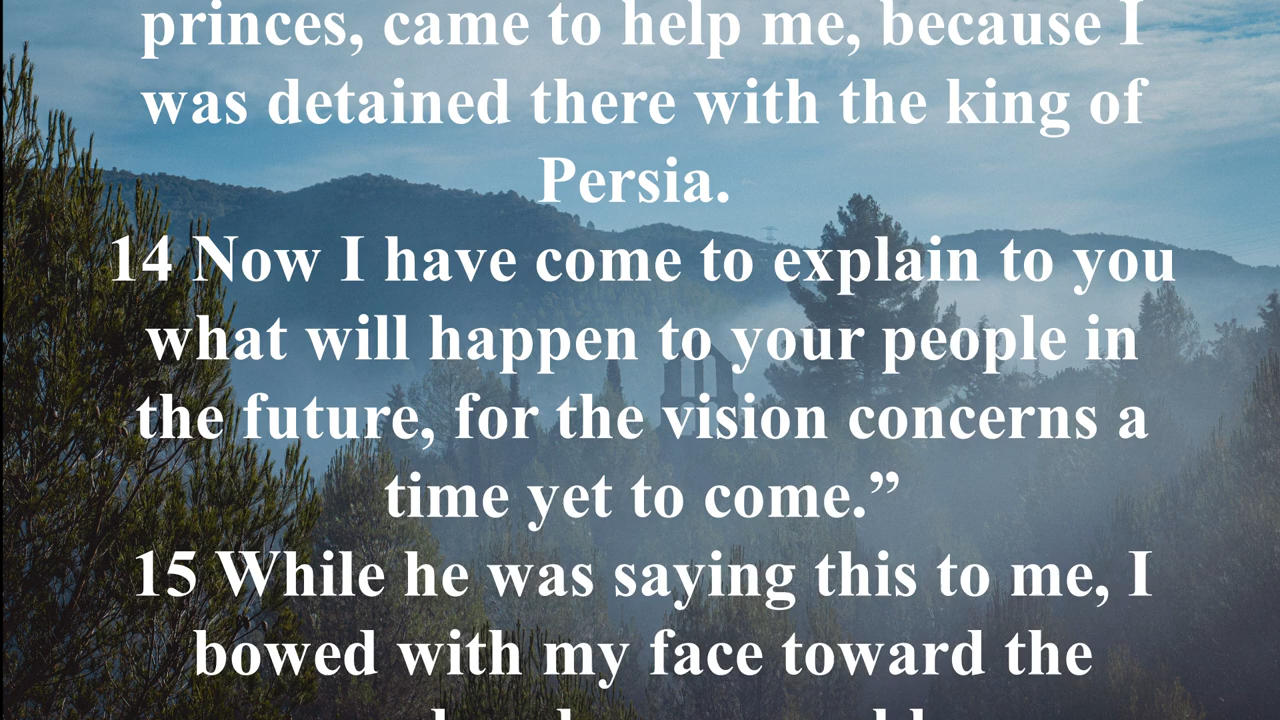 princes, came to help me, because I
was detained there with the king of
Persia.
14 Now I have come to explain to you
what will happen to your people in
the future, for the vision concerns a
time yet to come.”
15 While he was saying this to me, I
bowed with my face toward the